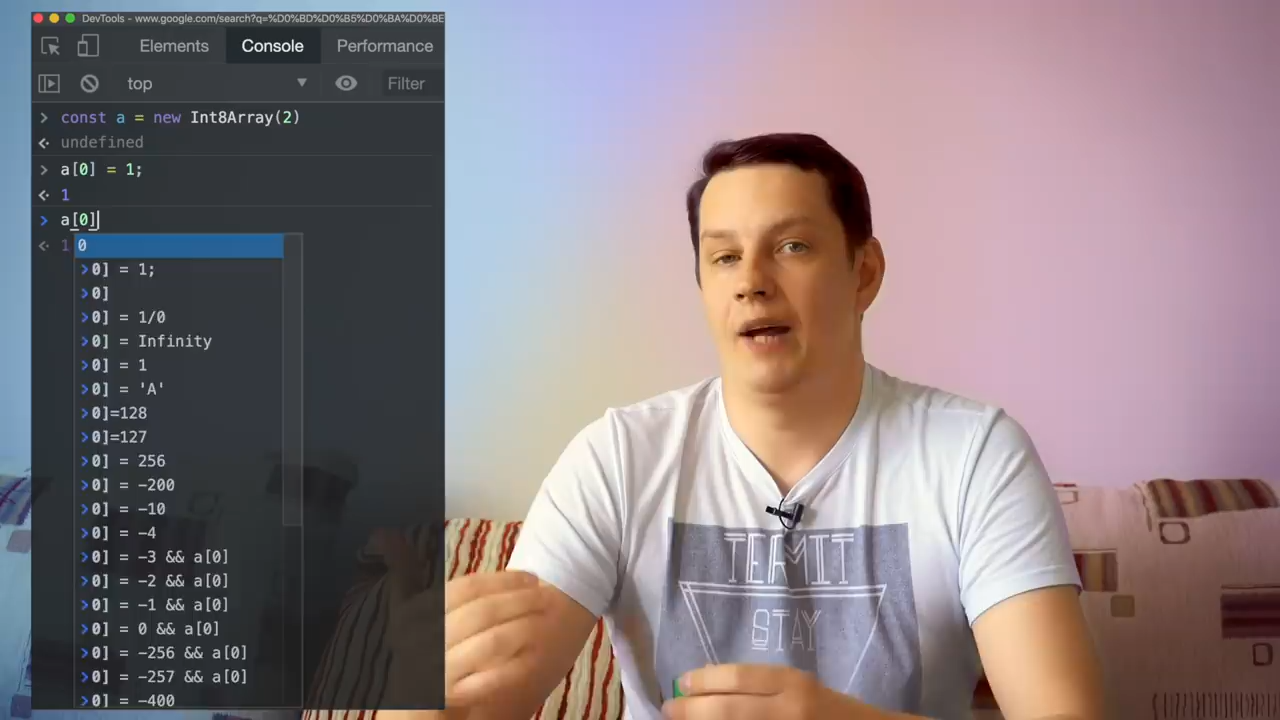 DevTools - www.google.com/search?q=%D0%BD%D0%B5%D0%BA%D0%BE
Elements Console Performance
top Filter
> const a = new Int8Array(2)
undefined
> a[0] = 1;
1
> a[0]
1 0
>0] = 1;
>0]
>0] = 1/0
>0] = Infinity
>0] = 1
>0] = 'A'
>0]=128
>0]=127
>0] = 256
>0] = -200
>0] = -10
>0] = -4
>0] = -3 && a[0]
>0] = -2 && a[0]
>0] = -1 && a[0]
>0] = 0 && a[0]
>0] = -256 && a[0]
>0] = -257 && a[0]
>0] = -400
STAY